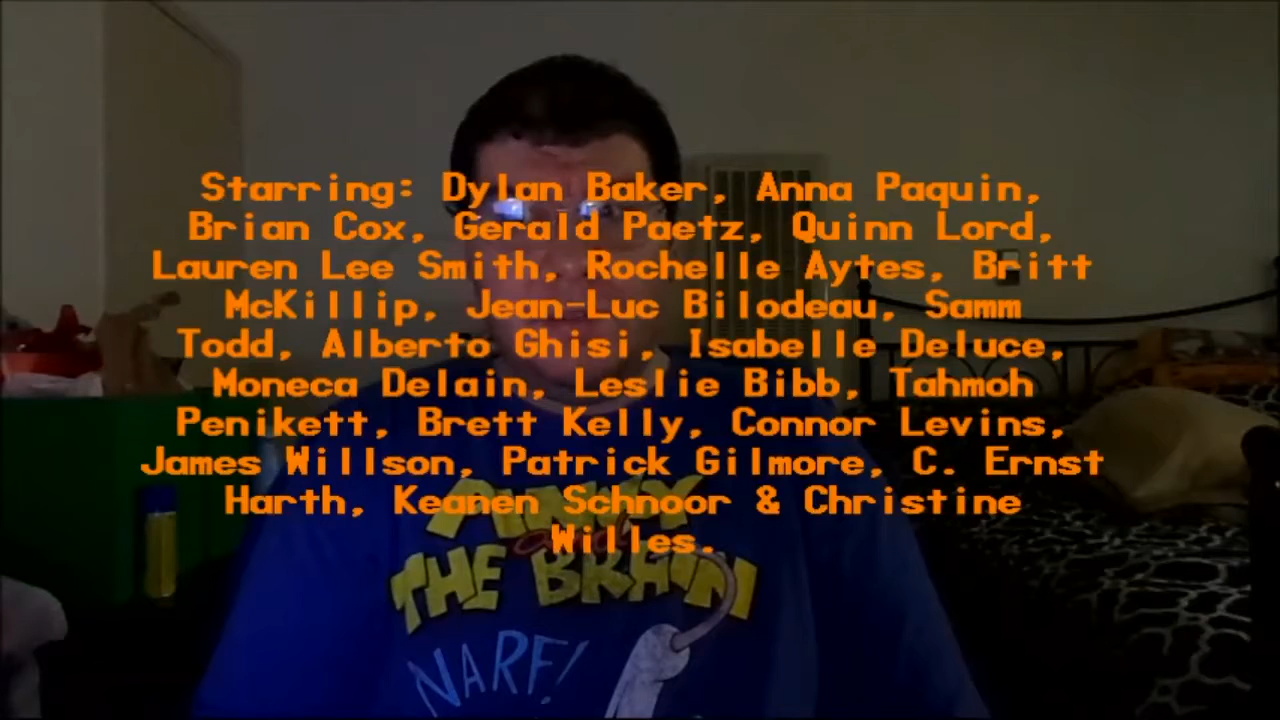 Starring: Dylan Baker, Anna Paquin,
Brian Cox, Gerald Paetz, Quinn Lord,
Lauren Lee Smith, Rochelle Aytes, Britt
McKillip, Jean-Luc Bilodeau, Samm
Todd, Alberto Ghisi, Isabelle Deluce,
Moneca Delain, Leslie Bibb, Tahmoh
Penikett, Brett Kelly, Connor Levins,
James Willson, Patrick Gilmore, C. Ernst
Harth, Keanen Schnoor & Christine
Willes.
PINKY
and
THE BRAIN
NARF!